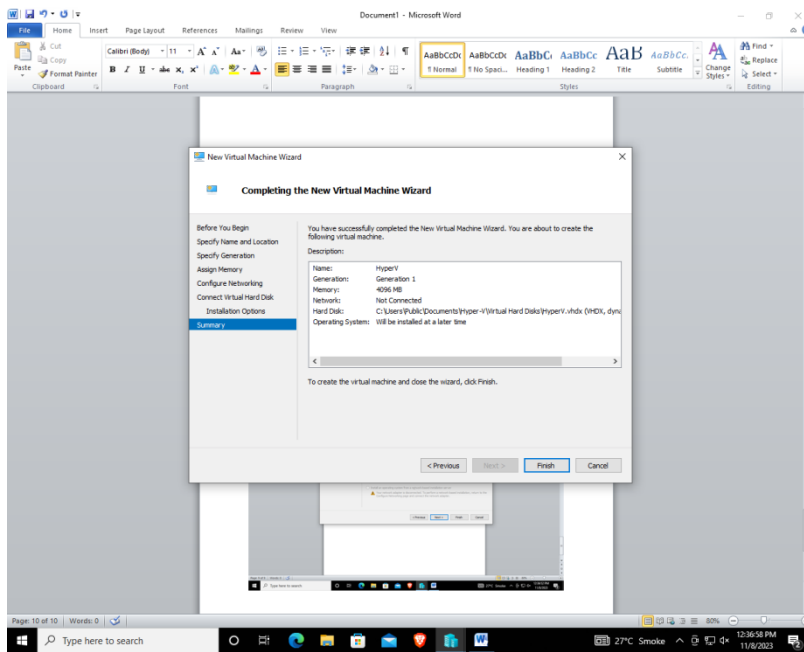 Document1 - Microsoft Word
File Home Insert Page Layout References Mailings Review View
Paste
Cut
Copy
Format Painter
Clipboard
Calibri (Body) 11
B I U abc
Font
Paragraph
AaBbCcDc AaBbCcDc AaBbC AaBbCc AaB AaBbCc.
¶ Normal ¶ No Spaci... Heading 1 Heading 2 Title Subtitle
Change Styles
Styles
Find
Replace
Select
Editing
New Virtual Machine Wizard
Completing the New Virtual Machine Wizard
Before You Begin
Specify Name and Location
Specify Generation
Assign Memory
Configure Networking
Connect Virtual Hard Disk
Installation Options
Summary
You have successfully completed the New Virtual Machine Wizard. You are about to create the
following virtual machine.
Description:
Name: HyperV
Generation: Generation 1
Memory: 4096 MB
Network: Not Connected
Hard Disk: C:\Users\Public\Documents\Hyper-V\Virtual Hard Disks\HyperV.vhdx (VHDX, dyn
Operating System: Will be installed at a later time
To create the virtual machine and close the wizard, click Finish.
< Previous Next > Finish Cancel
Page: 10 of 10 Words: 0 80%
Type here to search
27°C Smoke
12:36:58 PM
11/8/2023